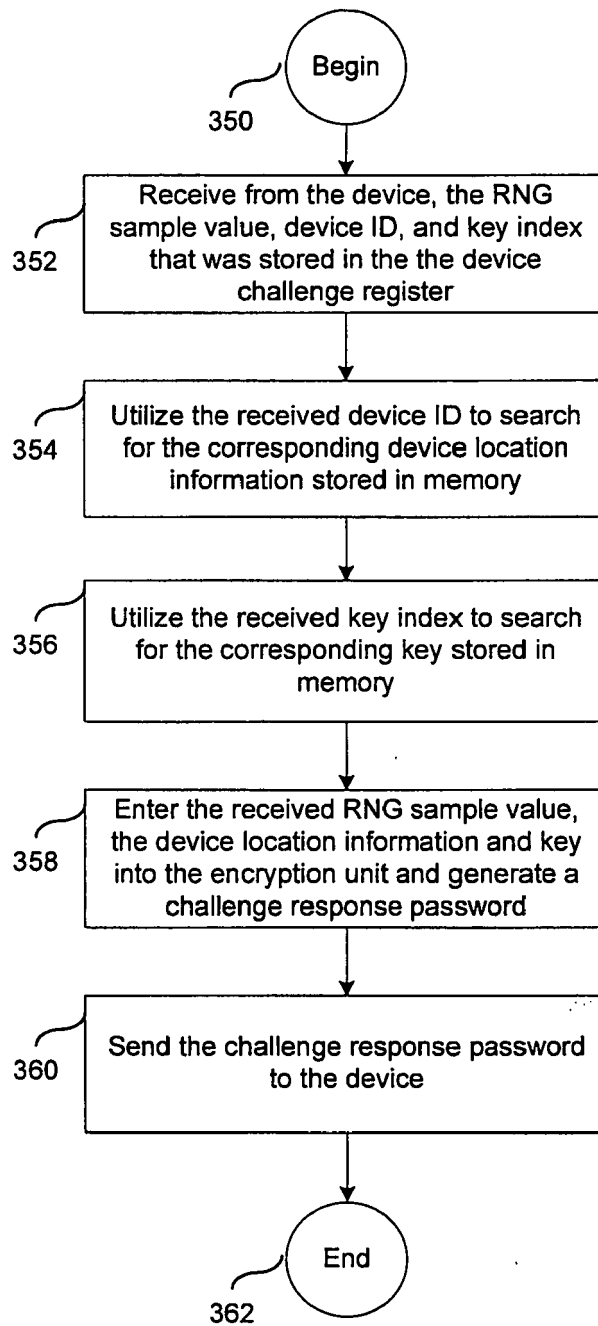 Begin
350
Receive from the device, the RNG
sample value, device ID, and key index
that was stored in the the device
challenge register
352
Utilize the received device ID to search
for the corresponding device location
information stored in memory
354
Utilize the received key index to search
for the corresponding key stored in
memory
356
Enter the received RNG sample value,
the device location information and key
into the encryption unit and generate a
challenge response password
358
Send the challenge response password
to the device
360
End
362